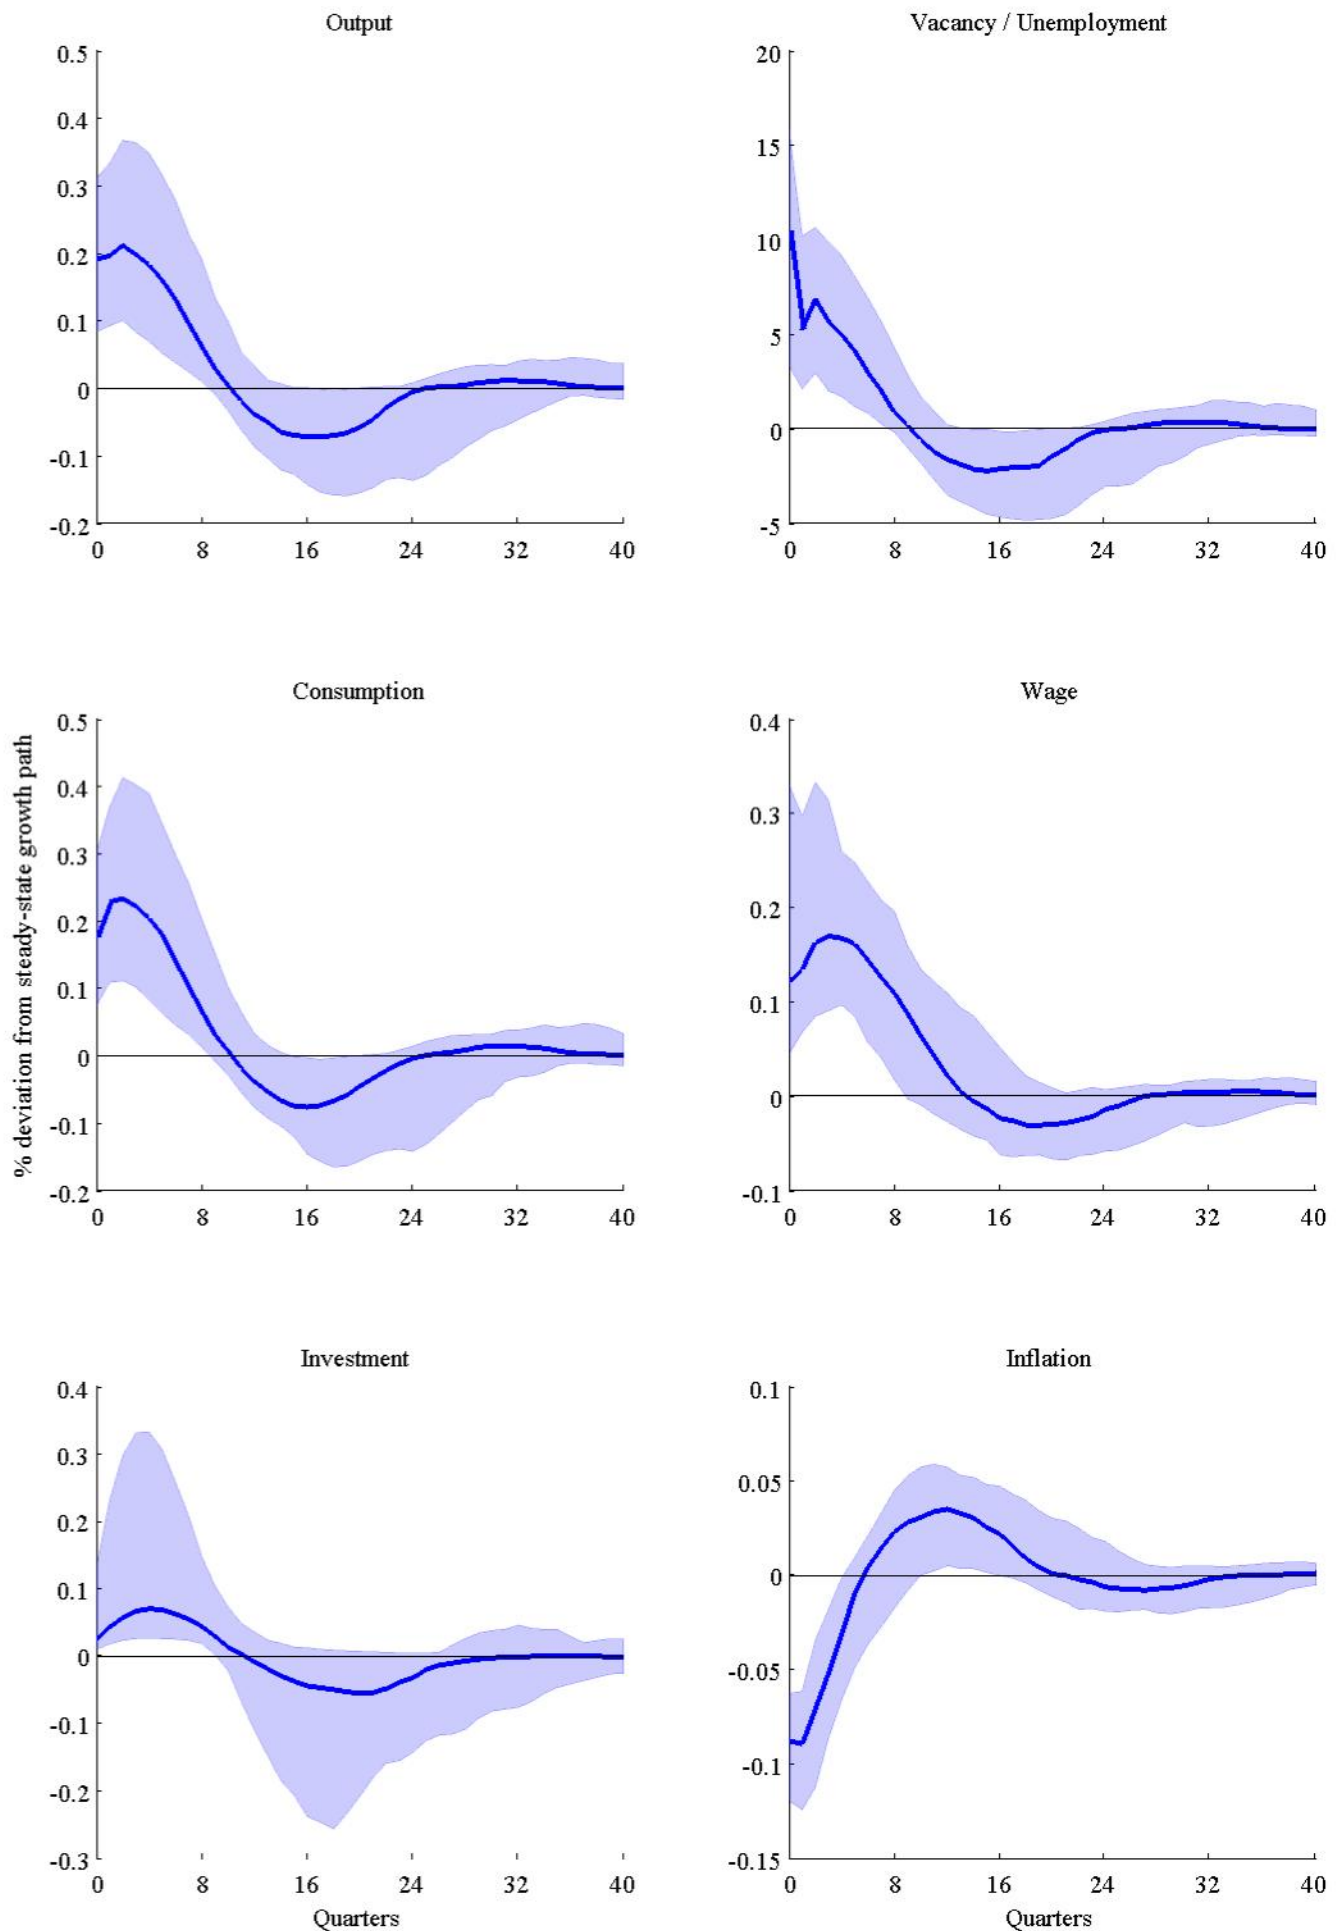 Output
0.5
0.4
0.3
0.2
0.1
0
-0.1
-0.2
0 8 16 24 32 40
Vacancy / Unemployment
20
15
10
5
0
-5
0 8 16 24 32 40
% deviation from steady-state growth path
Consumption
0.5
0.4
0.3
0.2
0.1
0
-0.1
-0.2
0 8 16 24 32 40
Wage
0.4
0.3
0.2
0.1
0
-0.1
0 8 16 24 32 40
Investment
0.4
0.3
0.2
0.1
0
-0.1
-0.2
-0.3
0 8 16 24 32 40
Quarters
Inflation
0.1
0.05
0
-0.05
-0.1
-0.15
0 8 16 24 32 40
Quarters